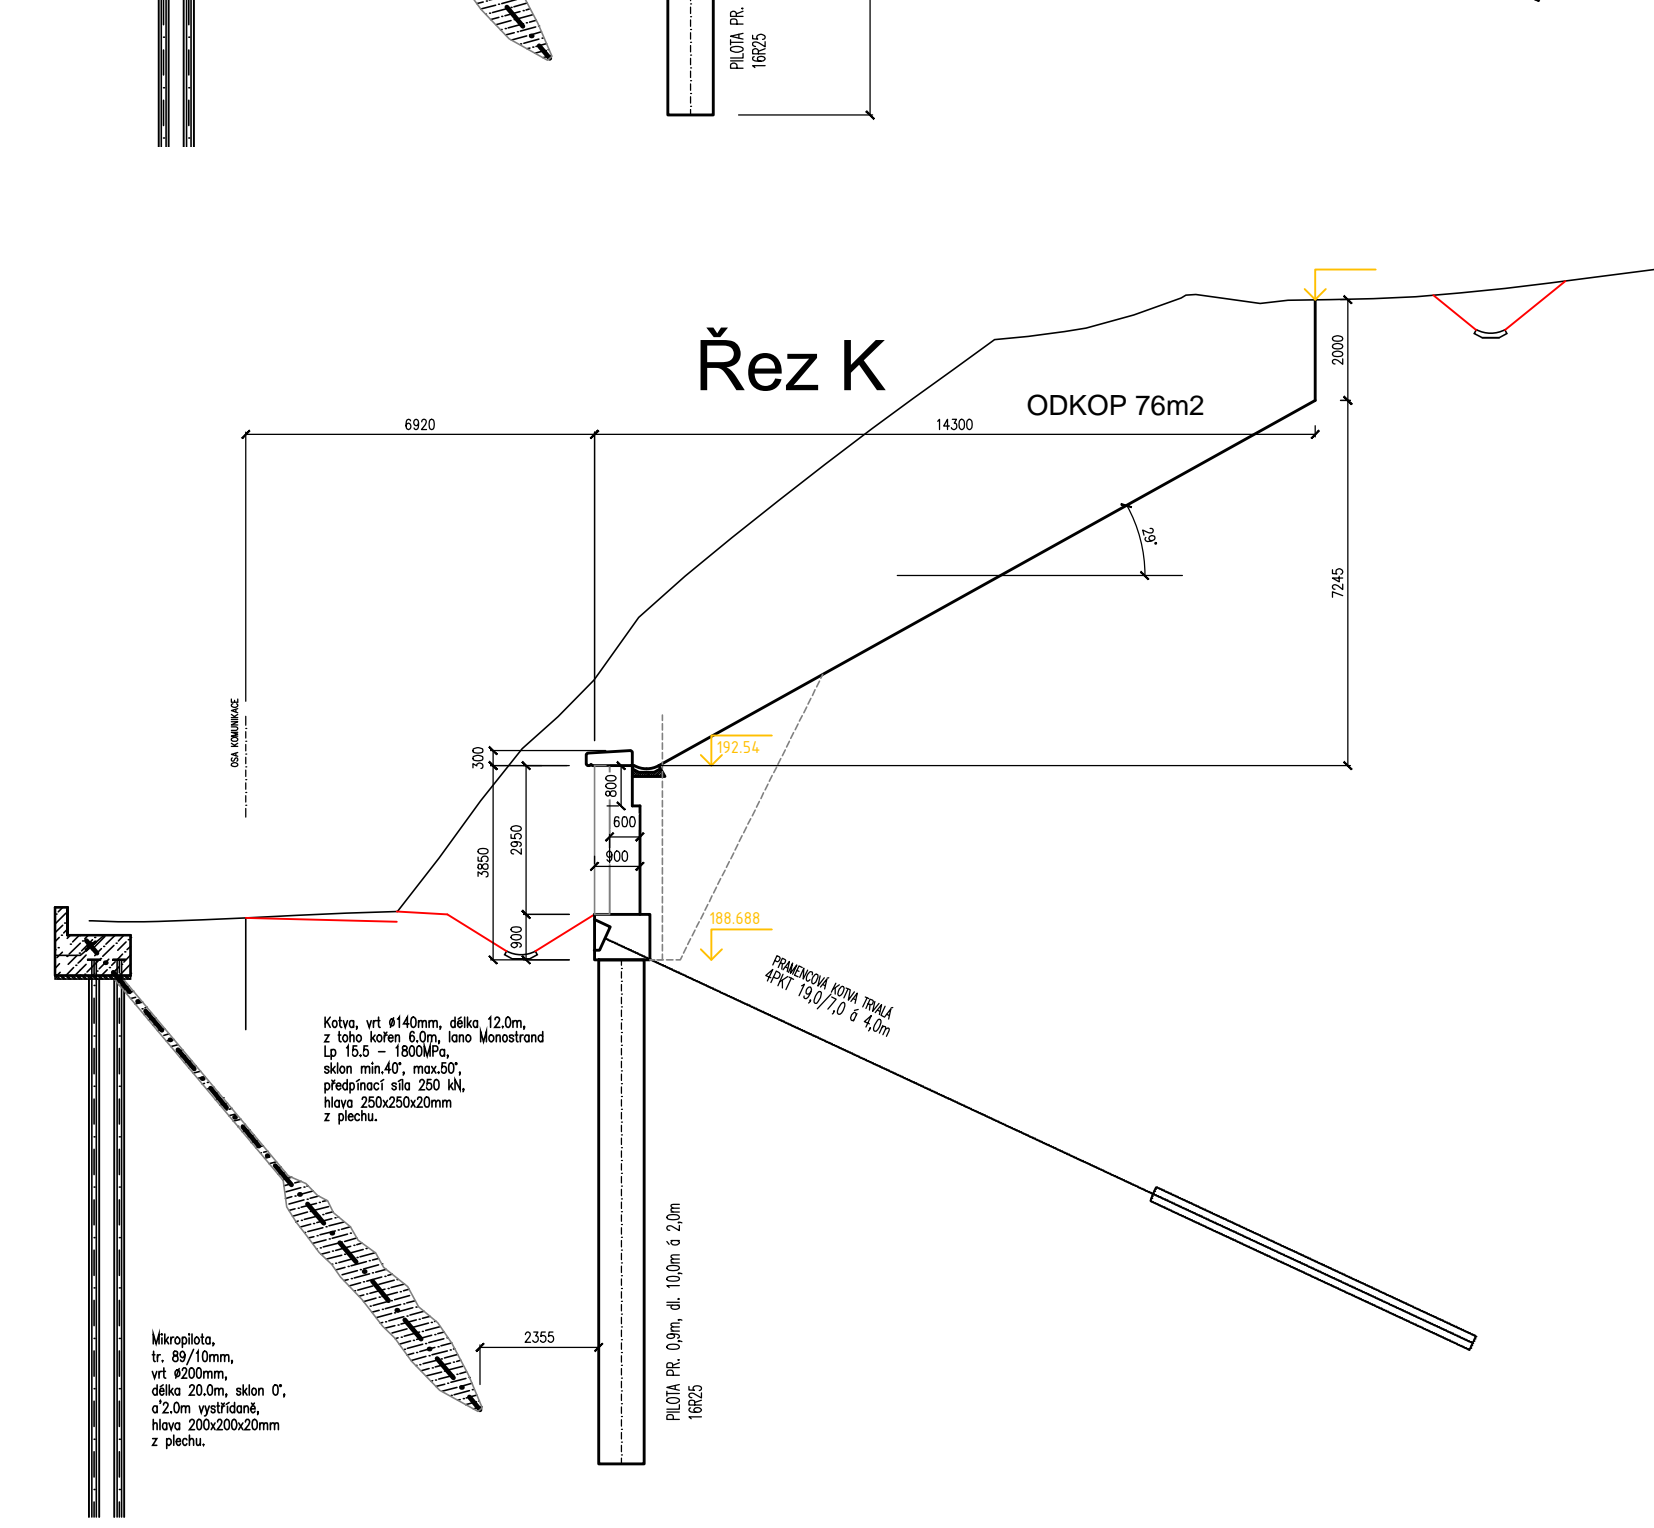 PILOTA PR.
16R25
Řez K
ODKOP 76m2
6920
14300
2000
7245
29°
OSA KOMUNIKACE
300
3850
2950
900
800
600
900
192.54
188.688
PRAMENCOVÁ KOTVA TRVALÁ
4PKT 19,0/7,0 á 4,0m
Kotva, vrt ø140mm, délka 12.0m,
z toho kořen 6.0m, lano Monostrand
Lp 15.5 - 1800MPa,
sklon min.40°, max.50°,
předpínací síla 250 kN,
hlava 250x250x20mm
z plechu.
2355
PILOTA PR. 0,9m, dl. 10,0m á 2,0m
16R25
Mikropilota,
tr. 89/10mm,
vrt ø200mm,
délka 20.0m, sklon 0°,
a'2.0m vystřídaně,
hlava 200x200x20mm
z plechu.